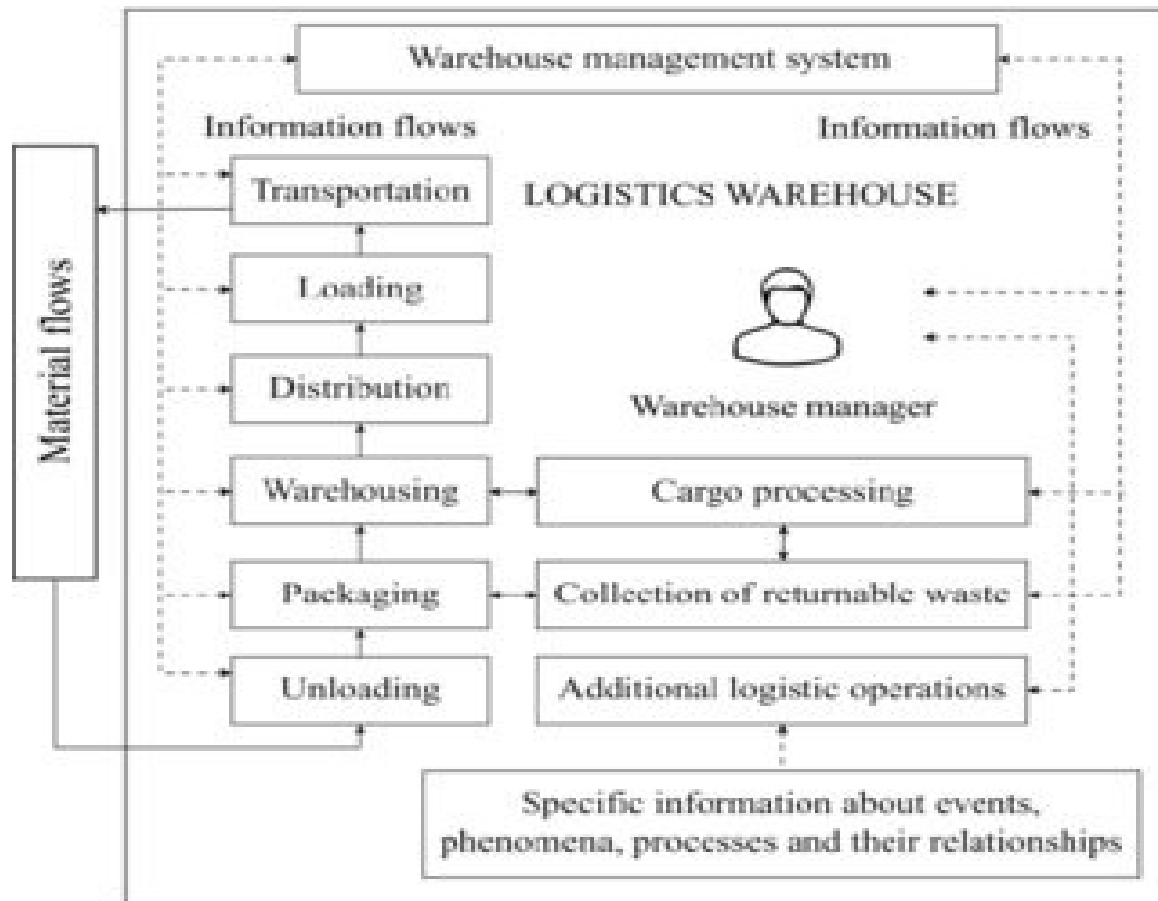 Warehouse management system
Information flows
Information flows
Material flows
Transportation
LOGISTICS WAREHOUSE
Loading
Distribution
Warehouse manager
Warehousing
Cargo processing
Packaging
Collection of returnable waste
Unloading
Additional logistic operations
Specific information about events,
phenomena, processes and their relationships